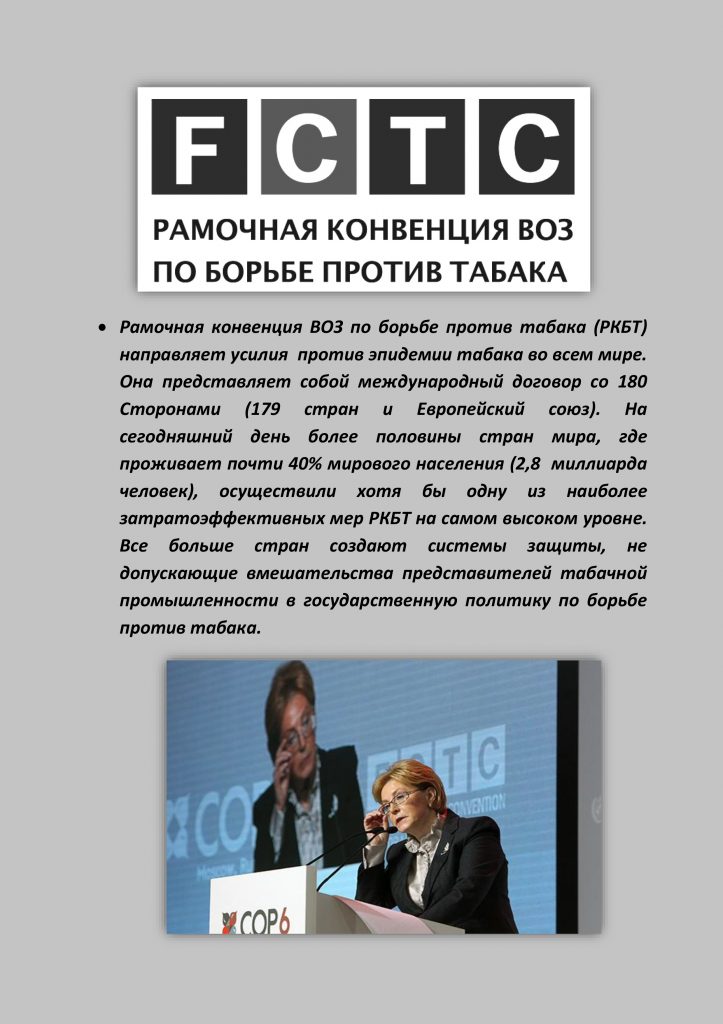 F C T C
РАМОЧНАЯ КОНВЕНЦИЯ ВОЗ
ПО БОРЬБЕ ПРОТИВ ТАБАКА
• Рамочная конвенция ВОЗ по борьбе против табака (РКБТ)
направляет усилия против эпидемии табака во всем мире.
Она представляет собой международный договор со 180
Сторонами (179 стран и Европейский союз). На
сегодняшний день более половины стран мира, где
проживает почти 40% мирового населения (2,8 миллиарда
человек), осуществили хотя бы одну из наиболее
затратоэффективных мер РКБТ на самом высоком уровне.
Все больше стран создают системы защиты, не
допускающие вмешательства представителей табачной
промышленности в государственную политику по борьбе
против табака.
COP
FCTC
CONVENTION
Moscow, Ru
COP6